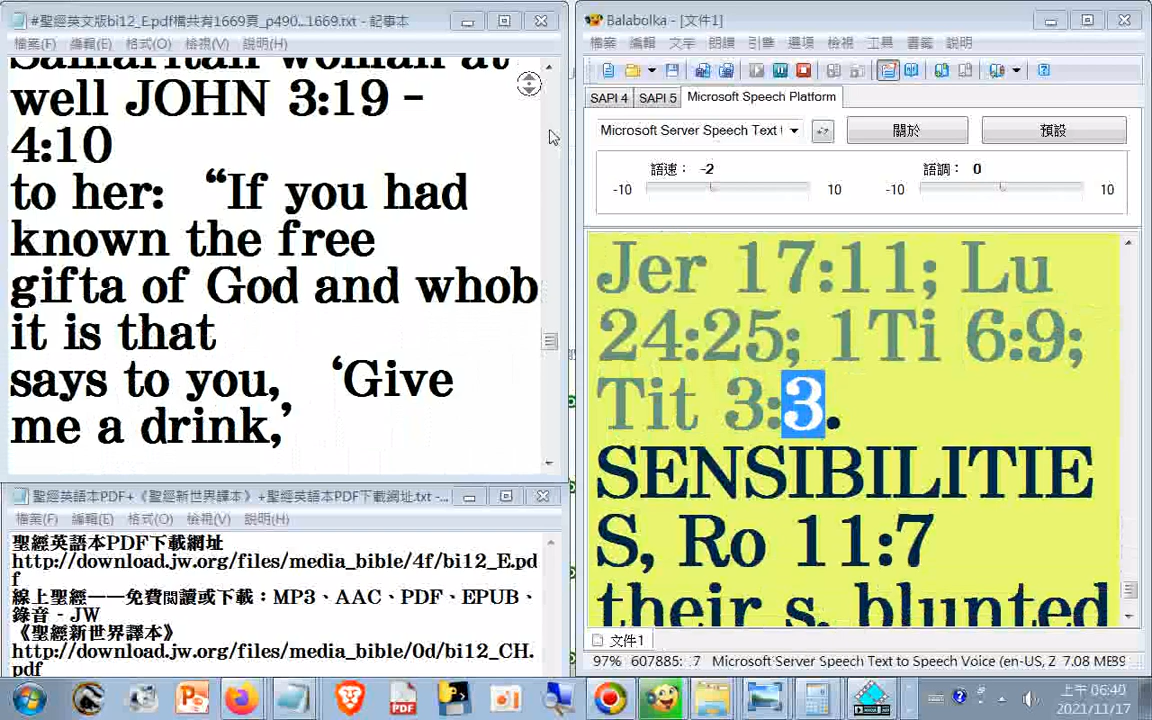 #聖經英文版bi12_E.pdf檔共有1669頁_p490..._1669.txt - 記事本
檔案(F) 編輯(E) 格式(O) 檢視(V) 說明(H)
Samaritan woman at
well JOHN 3:19 -
4:10
to her: “If you had
known the free
gifta of God and whob
it is that
says to you, ‘Give
me a drink,’
聖經英語本PDF+《聖經新世界譯本》+聖經英語本PDF下載網址.txt -...
檔案(F) 編輯(E) 格式(O) 檢視(V) 說明(H)
聖經英語本PDF下載網址
http://download.jw.org/files/media_bible/4f/bi12_E.pd
f
線上聖經——免費閱讀或下載：MP3、AAC、PDF、EPUB、
錄音 - JW
《聖經新世界譯本》
http://download.jw.org/files/media_bible/0d/bi12_CH.
pdf
Balabolka - [文件1]
檔案 編輯 文字 朗讀 引擎 選項 檢視 工具 書籤 說明
SAPI 4 SAPI 5 Microsoft Speech Platform
Microsoft Server Speech Text t 關於 預設
語速： -2 語調： 0
-10 10 -10 10
Jer 17:11; Lu
24:25; 1Ti 6:9;
Tit 3:3.
SENSIBILITIE
S, Ro 11:7
their s. blunted
文件1
97% 607885: 7 Microsoft Server Speech Text to Speech Voice (en-US, Z 7.08 MB
上午 06:40
2021/11/17